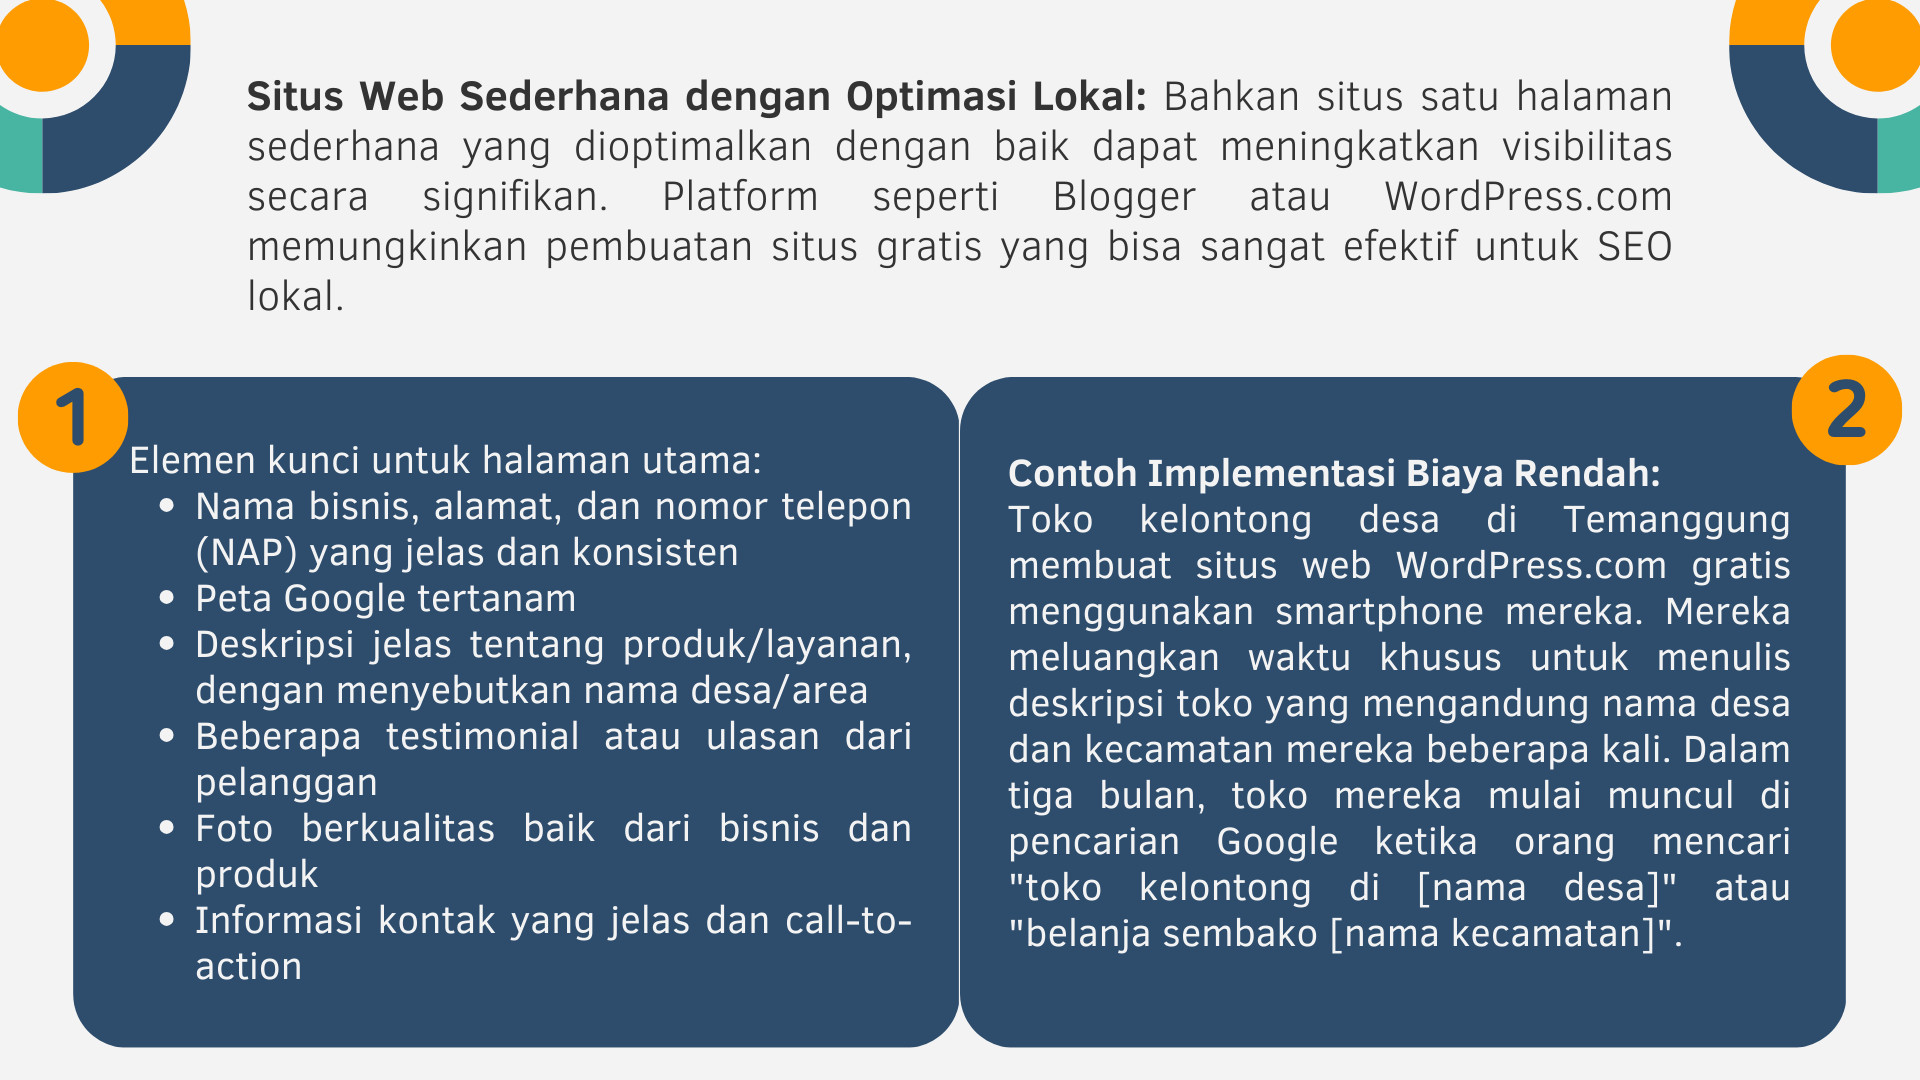 Situs Web Sederhana dengan Optimasi Lokal: Bahkan situs satu halaman
sederhana yang dioptimalkan dengan baik dapat meningkatkan visibilitas
secara signifikan. Platform seperti Blogger atau WordPress.com
memungkinkan pembuatan situs gratis yang bisa sangat efektif untuk SEO
lokal.
1
Elemen kunci untuk halaman utama:
• Nama bisnis, alamat, dan nomor telepon
(NAP) yang jelas dan konsisten
• Peta Google tertanam
• Deskripsi jelas tentang produk/layanan,
dengan menyebutkan nama desa/area
• Beberapa testimonial atau ulasan dari
pelanggan
• Foto berkualitas baik dari bisnis dan
produk
• Informasi kontak yang jelas dan call-to-
action
2
Contoh Implementasi Biaya Rendah:
Toko kelontong desa di Temanggung
membuat situs web WordPress.com gratis
menggunakan smartphone mereka. Mereka
meluangkan waktu khusus untuk menulis
deskripsi toko yang mengandung nama desa
dan kecamatan mereka beberapa kali. Dalam
tiga bulan, toko mereka mulai muncul di
pencarian Google ketika orang mencari
"toko kelontong di [nama desa]" atau
"belanja sembako [nama kecamatan]".